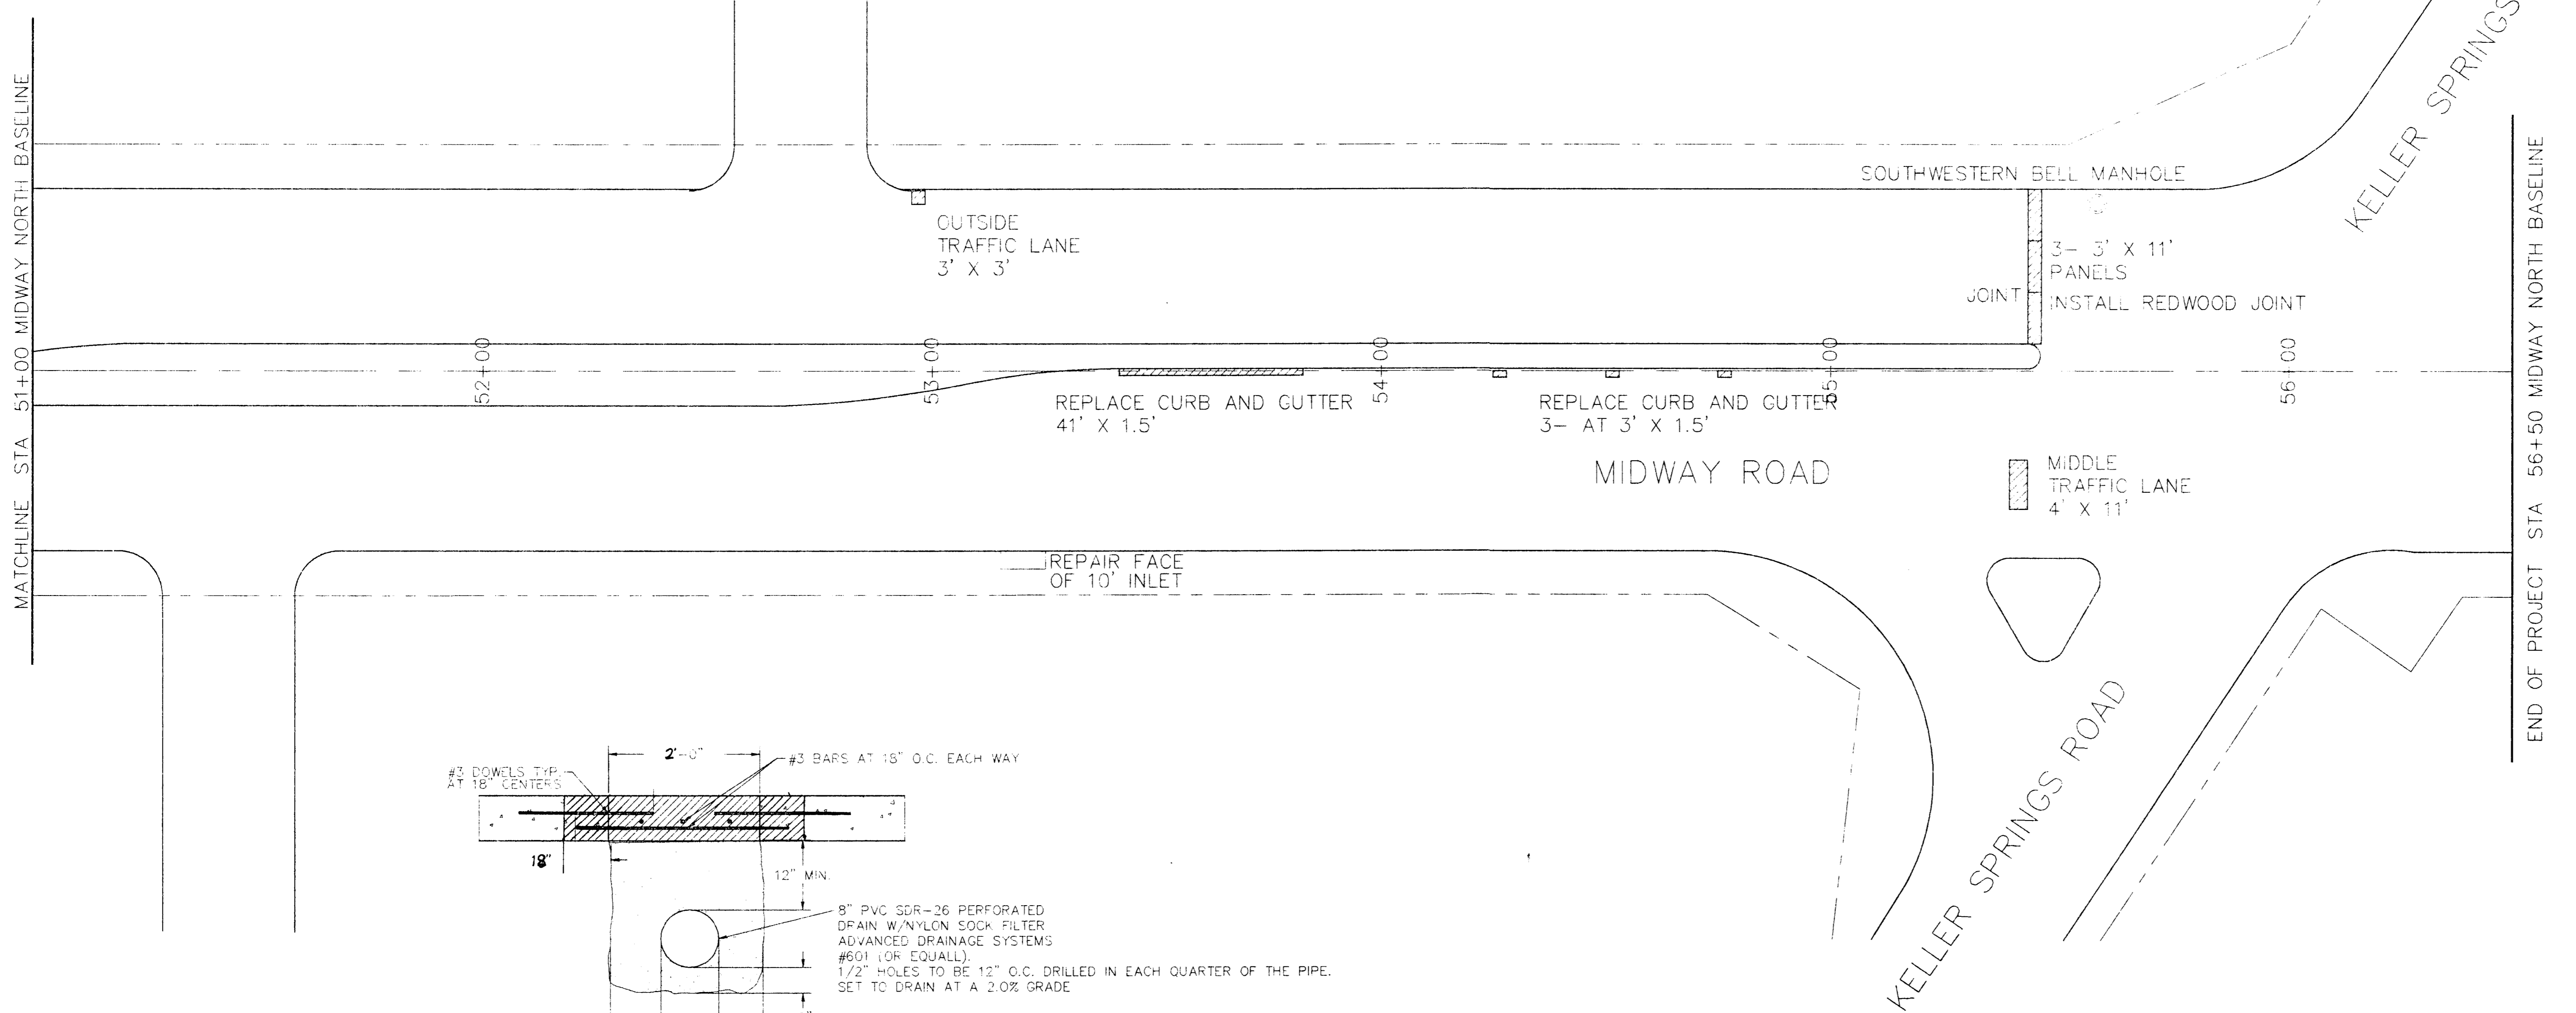 MATCHLINE STA 51+00 MIDWAY NORTH BASELINE
KELLER SPRINGS
SOUTHWESTERN BELL MANHOLE
OUTSIDE
TRAFFIC LANE
3' X 3'
3- 3' X 11'
PANELS
JOINT
INSTALL REDWOOD JOINT
52+00
53+00
54+00
55+00
56+00
REPLACE CURB AND GUTTER
41' X 1.5'
REPLACE CURB AND GUTTER
3- AT 3' X 1.5'
MIDWAY ROAD
MIDDLE
TRAFFIC LANE
4' X 11'
END OF PROJECT STA 56+50 MIDWAY NORTH BASELINE
REPAIR FACE
OF 10' INLET
KELLER SPRINGS ROAD
2'-0"
#3 BARS AT 18" O.C. EACH WAY
#3 DOWELS TYP.
AT 18" CENTERS
18"
12" MIN.
8" PVC SDR-26 PERFORATED
DRAIN W/NYLON SOCK FILTER
ADVANCED DRAINAGE SYSTEMS
#601 (OR EQUALL).
1/2" HOLES TO BE 12" O.C. DRILLED IN EACH QUARTER OF THE PIPE.
SET TO DRAIN AT A 2.0% GRADE